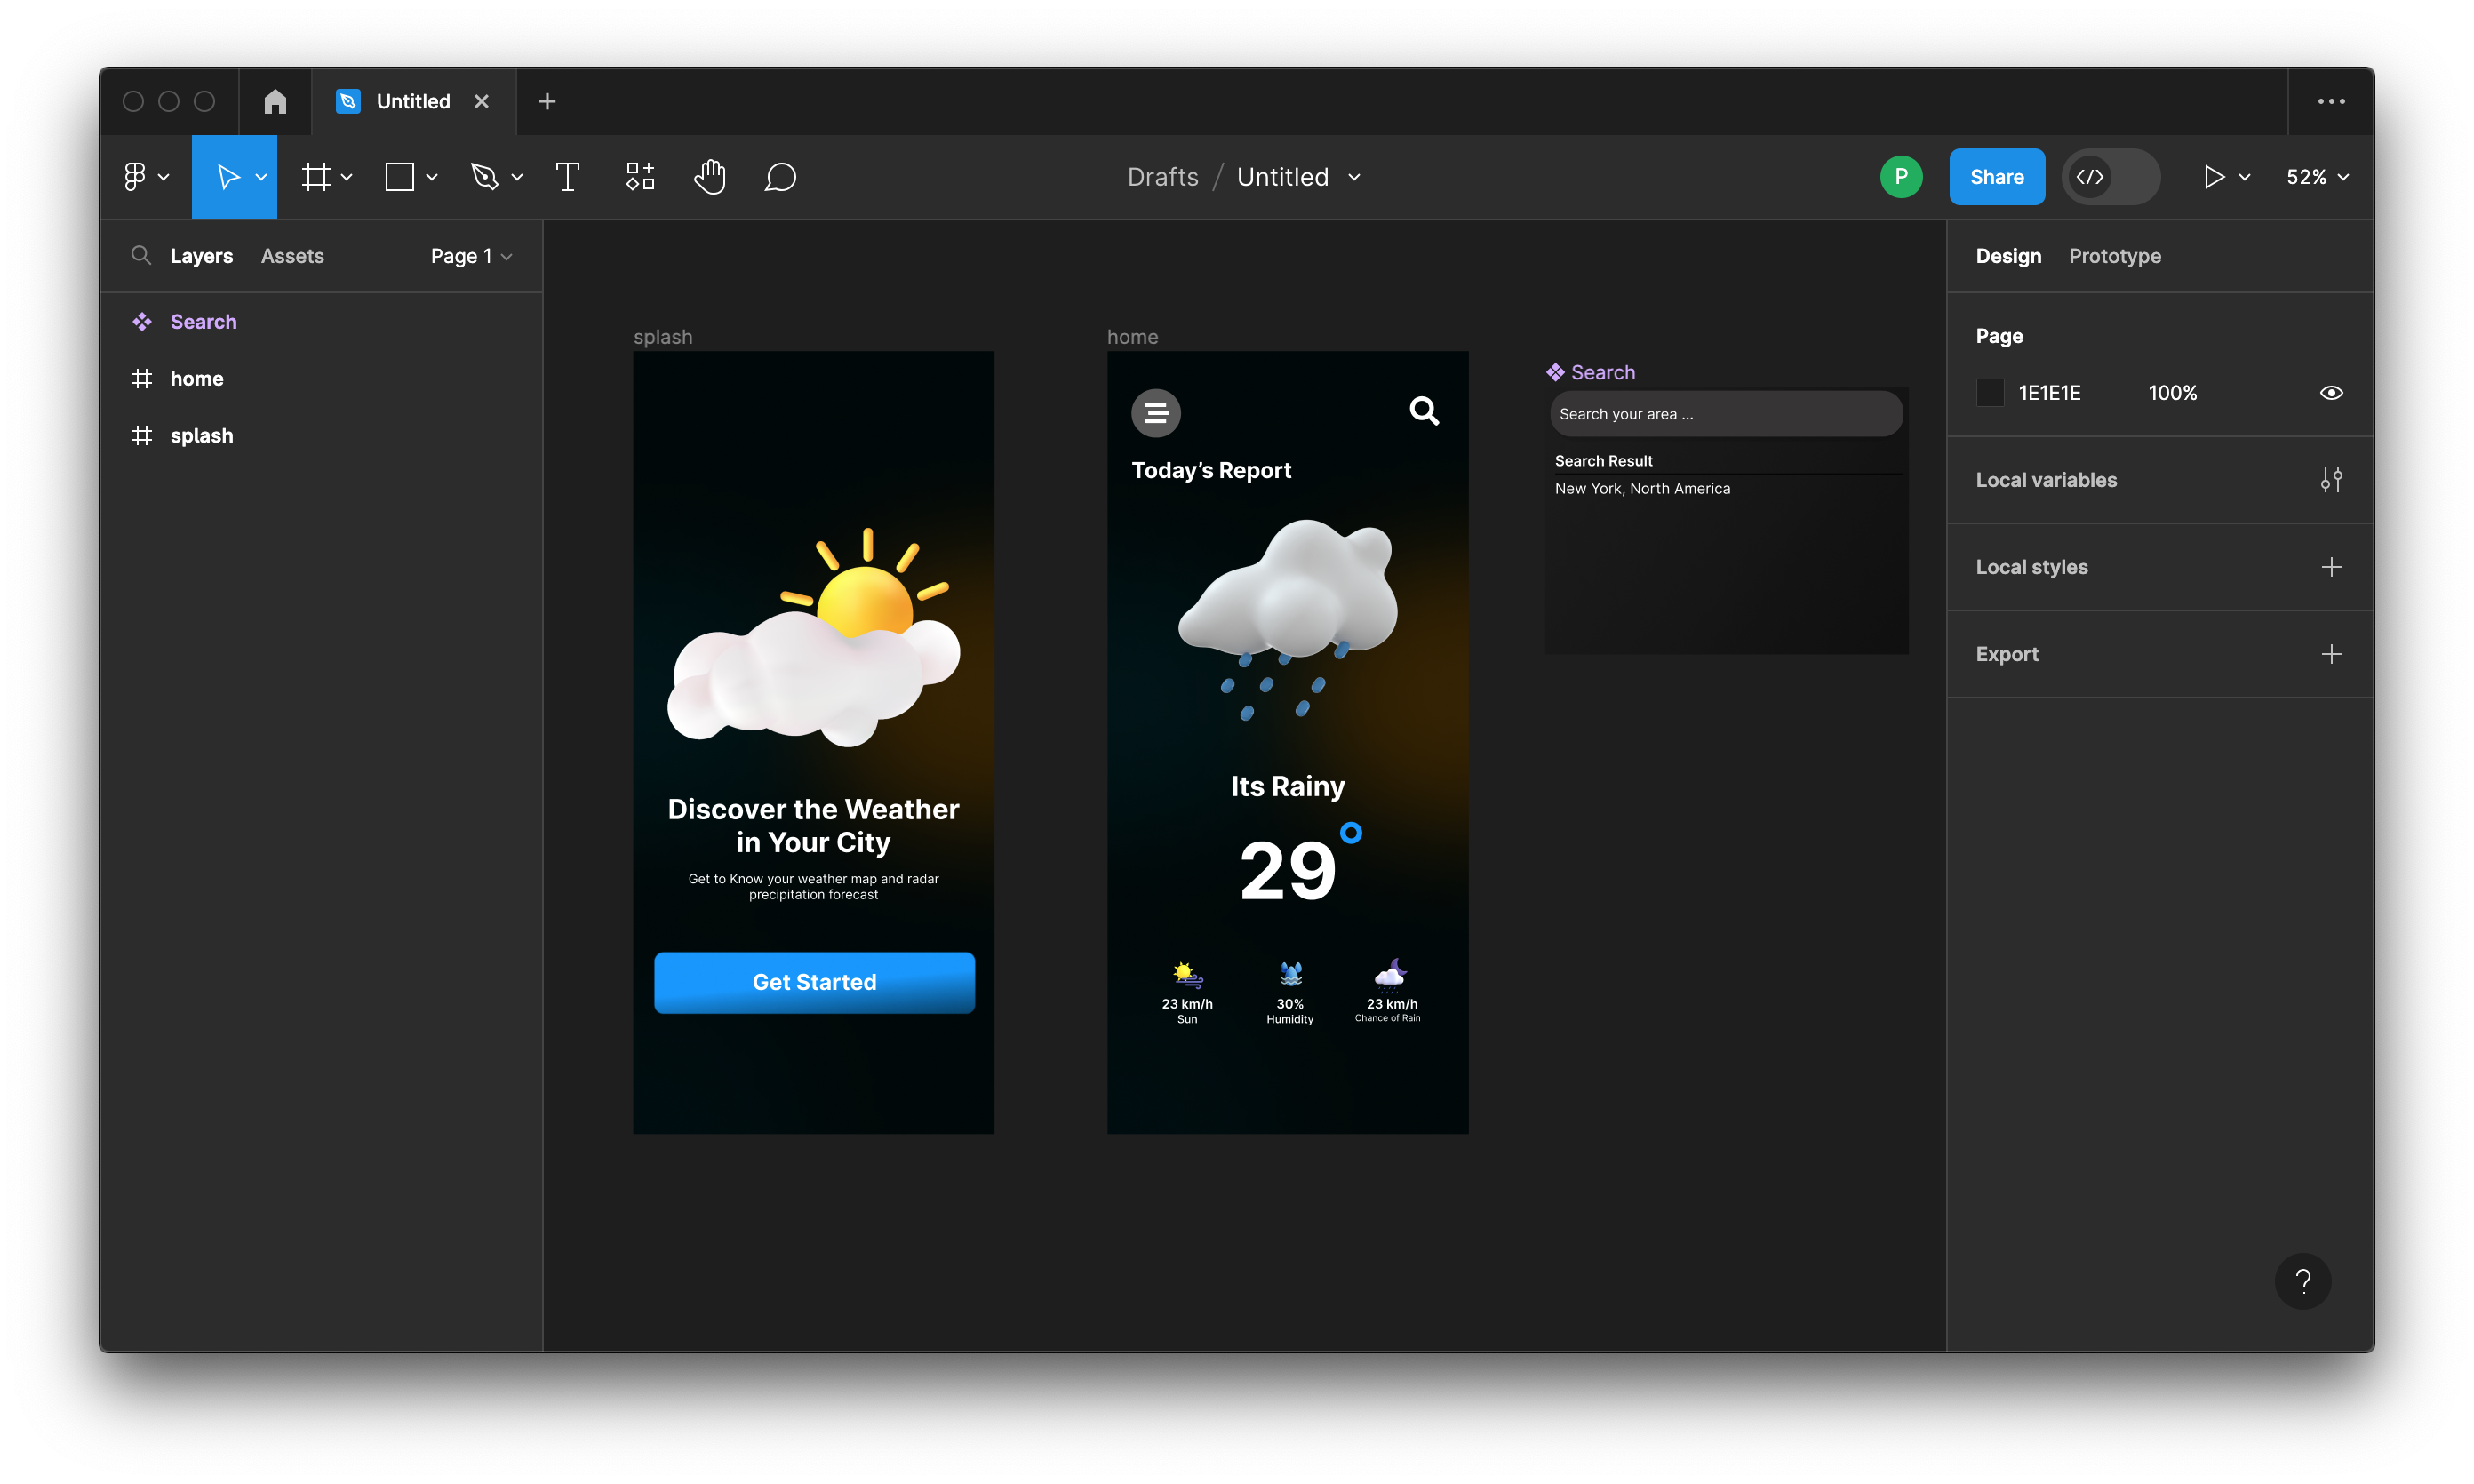 Untitled
Drafts / Untitled
P
Share
52%
Layers
Assets
Page 1
Search
home
splash
splash
Discover the Weather
in Your City
Get to Know your weather map and radar
precipitation forecast
Get Started
home
Today’s Report
Its Rainy
29
23 km/h
Sun
30%
Humidity
23 km/h
Chance of Rain
Search
Search your area ...
Search Result
New York, North America
Design
Prototype
Page
1E1E1E
100%
Local variables
Local styles
Export
?